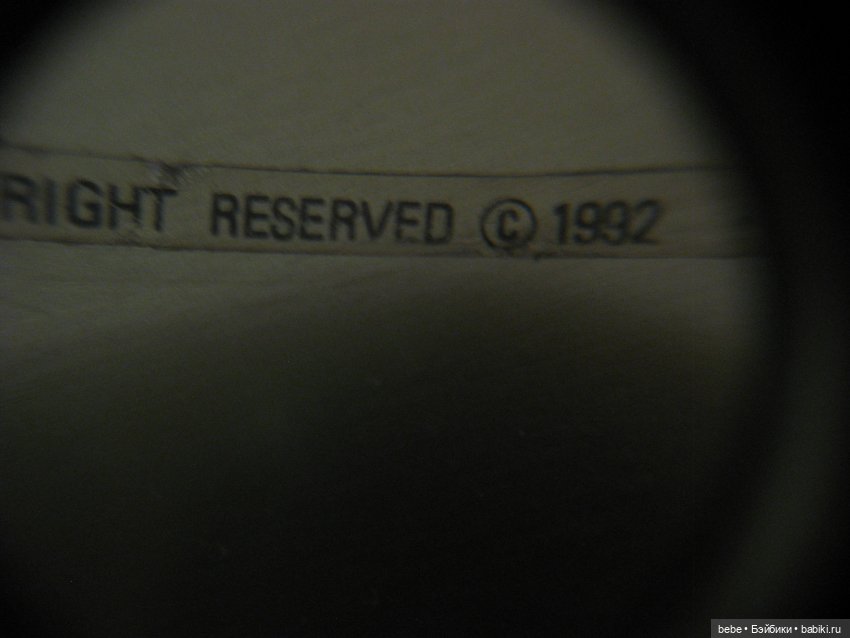 RIGHT RESERVED © 1992
bebe • Бэйбики • babiki.ru